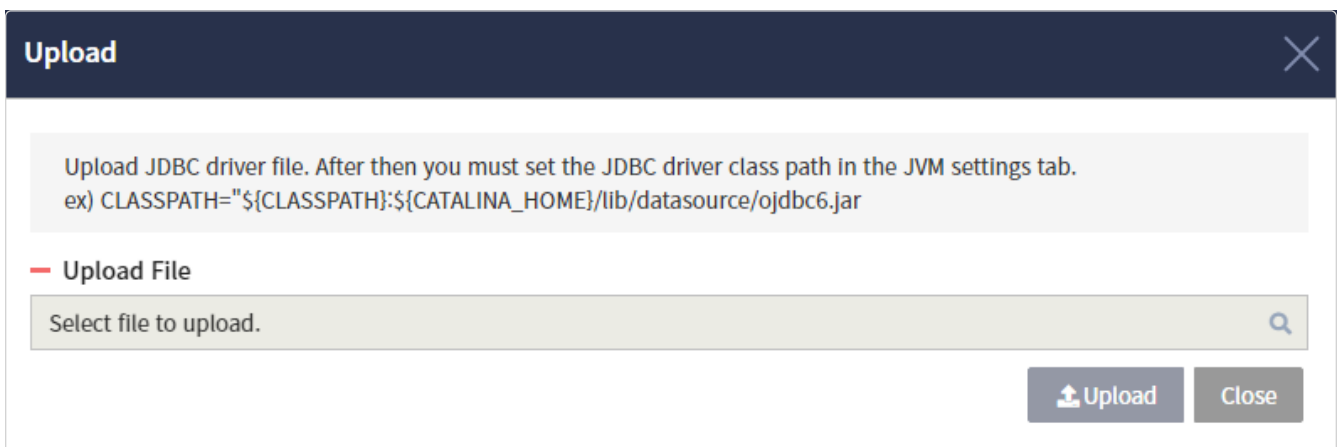 Upload
Upload JDBC driver file. After then you must set the JDBC driver class path in the JVM settings tab.
ex) CLASSPATH="${CLASSPATH}:${CATALINA_HOME}/lib/datasource/ojdbc6.jar
Upload File
Select file to upload.
Upload Close